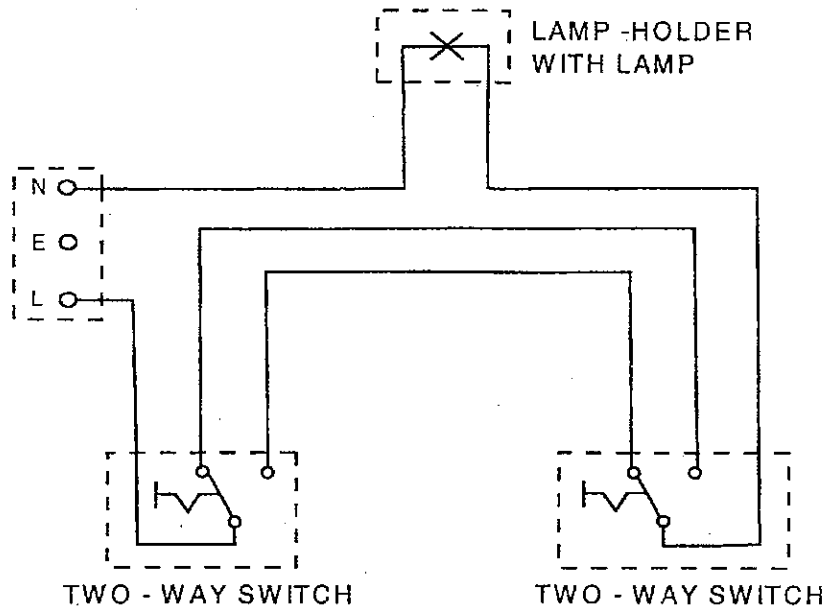 LAMP -HOLDER
WITH LAMP
N
E
L
TWO - WAY SWITCH
TWO - WAY SWITCH